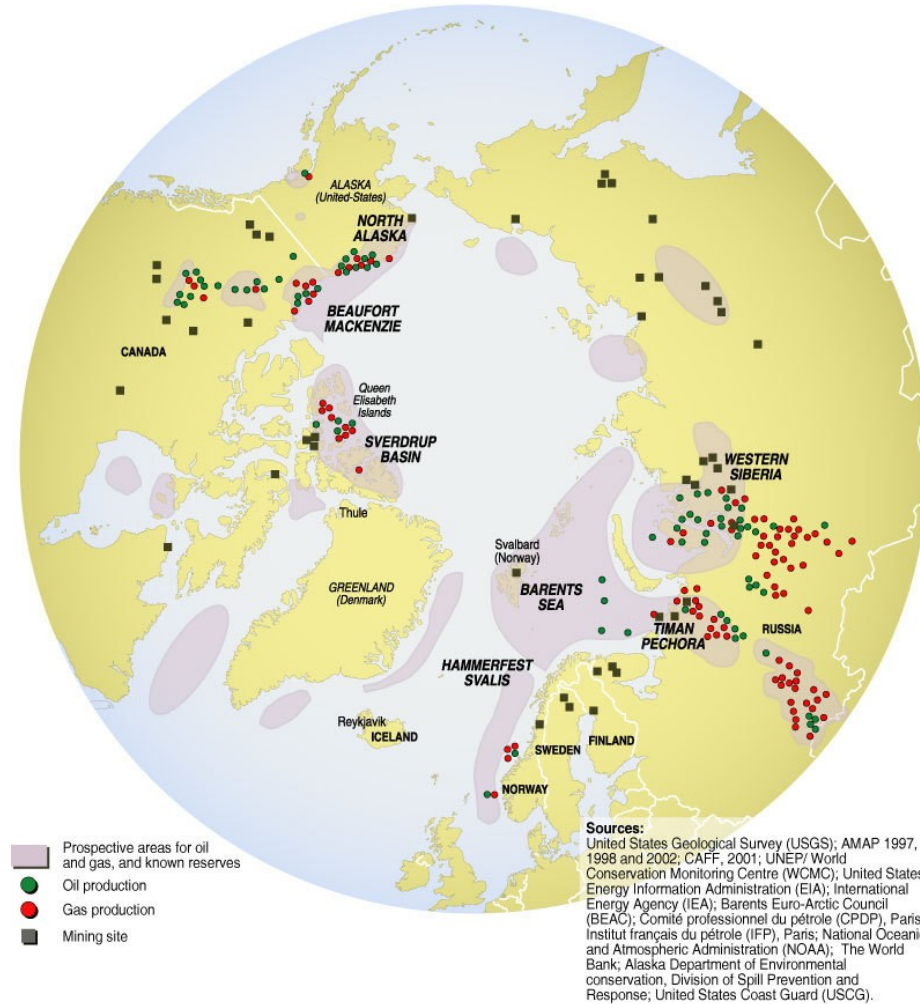 ALASKA
(United-States)
NORTH
ALASKA
BEAUFORT
MACKENZIE
CANADA
Queen
Elisabeth
Islands
SVERDRUP
BASIN
WESTERN
SIBERIA
Thule
Svalbard
(Norway)
GREENLAND
(Denmark)
BARENTS
SEA
TIMAN
PECHORA
RUSSIA
HAMMERFEST
SVALIS
Reykjavik
ICELAND
SWEDEN
FINLAND
NORWAY
Prospective areas for oil
and gas, and known reserves
Oil production
Gas production
Mining site
Sources:
United States Geological Survey (USGS); AMAP 1997,
1998 and 2002; CAFF, 2001; UNEP/ World
Conservation Monitoring Centre (WCMC); United States
Energy Information Administration (EIA); International
Energy Agency (IEA); Barents Euro-Arctic Council
(BEAC); Comité professionnel du pétrole (CPDP), Paris
Institut français du pétrole (IFP), Paris; National Oceanic
and Atmospheric Administration (NOAA); The World
Bank; Alaska Department of Environmental
conservation, Division of Spill Prevention and
Response; United States Coast Guard (USCG).